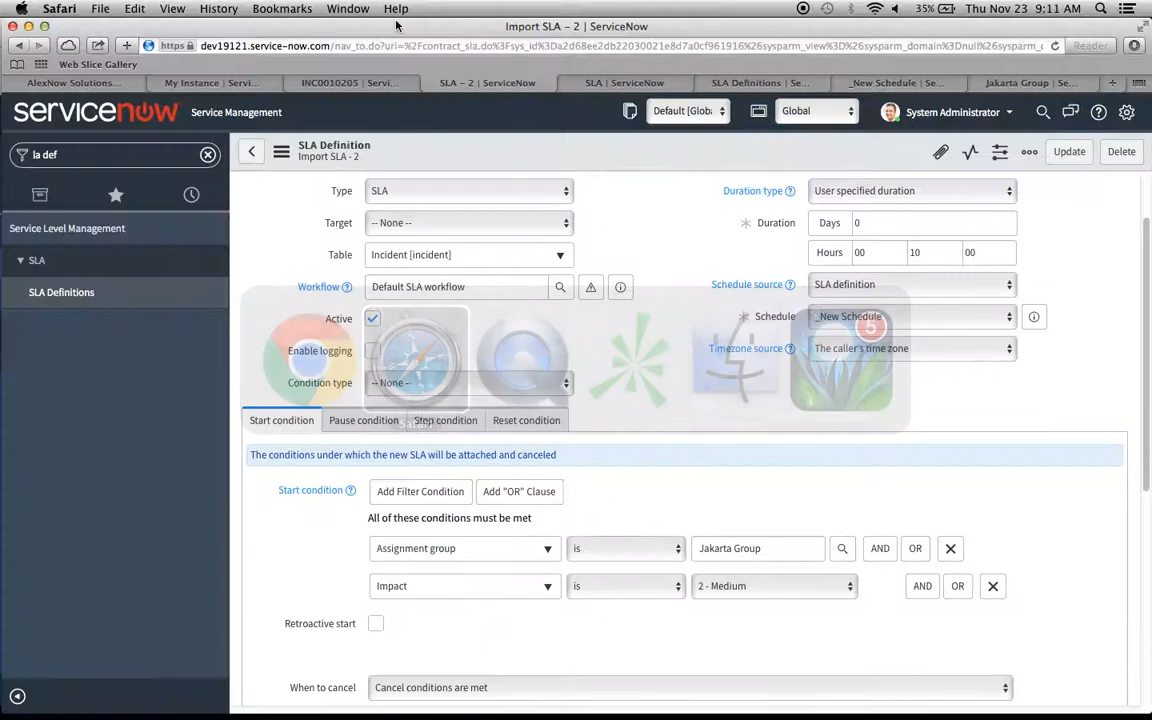 Safari File Edit View History Bookmarks Window Help 35% Thu Nov 23 9:11 AM
Import SLA – 2 | ServiceNow
https dev19121.service-now.com/nav_to.do?url=%2Fcontract_sla.do%3Fsys_id%3Da2d68ee2db22030021e8d7a0cf961916%26sysparm_view%3D%26sysparm_domain%3Dnull%26sysparm_c Reader
Web Slice Gallery
AlexNow Solutions... My Instance | Servi... INC0010205 | Servi... SLA – 2 | ServiceNow SLA | ServiceNow SLA Definitions | Se... _New Schedule | Se... Jakarta Group | Se...
servicenow Service Management Default [Globa Global System Administrator
la def
SLA Definition
Import SLA - 2
Update Delete
Service Level Management
SLA
SLA Definitions
Type SLA Duration type User specified duration
Target -- None -- Duration Days 0
Table Incident [incident] Hours 00 10 00
Workflow Default SLA workflow Schedule source SLA definition
Active Schedule _New Schedule
5
Enable logging Timezone source The caller's time zone
Condition type -- None --
Safari
Start condition Pause condition Stop condition Reset condition
The conditions under which the new SLA will be attached and canceled
Start condition Add Filter Condition Add "OR" Clause
All of these conditions must be met
Assignment group is Jakarta Group AND OR
Impact is 2 - Medium AND OR
Retroactive start
When to cancel Cancel conditions are met